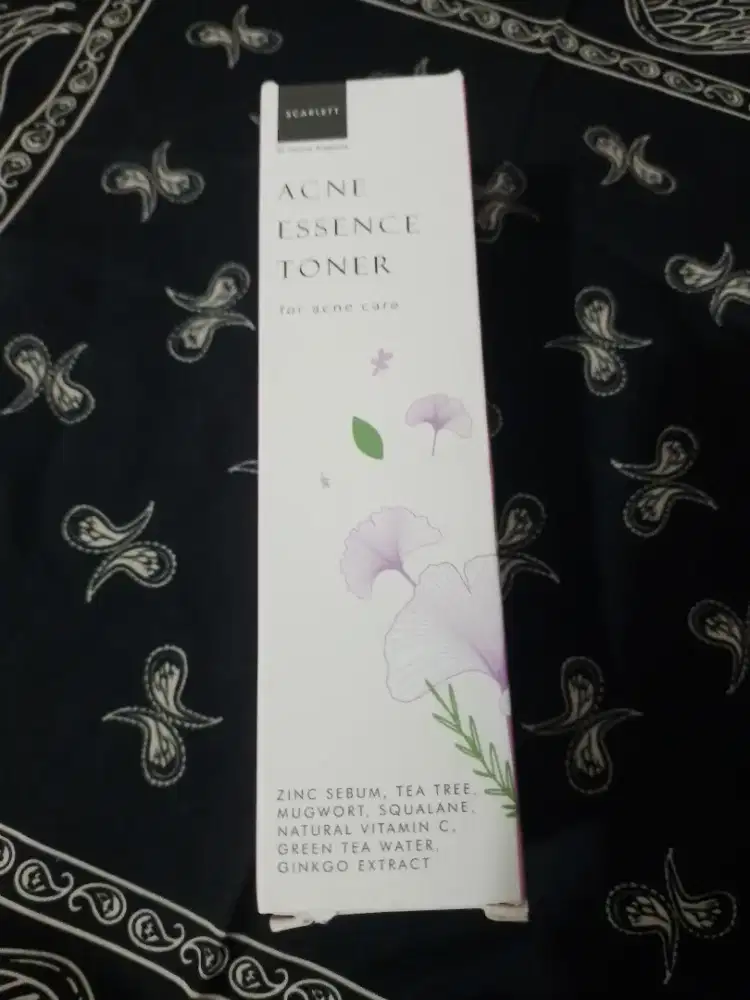 SCARLETT
ACNE
ESSENCE
TONER
for acne care
ZINC SEBUM, TEA TREE,
MUGWORT, SQUALANE,
NATURAL VITAMIN C,
GREEN TEA WATER,
GINKGO EXTRACT